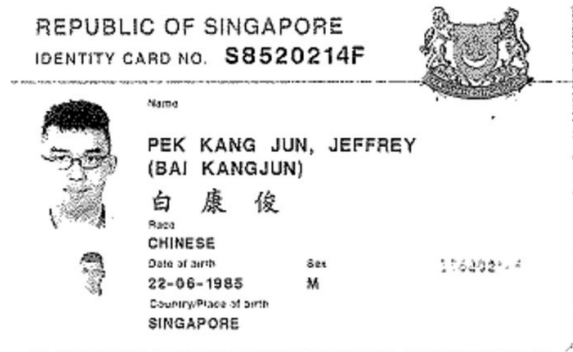 REPUBLIC OF SINGAPORE
IDENTITY CARD NO. S8520214F
Name
PEK KANG JUN, JEFFREY
(BAI KANGJUN)
白 康 俊
Race
CHINESE
Date of birth Sex
22-06-1985 M
Country/Place of birth
SINGAPORE